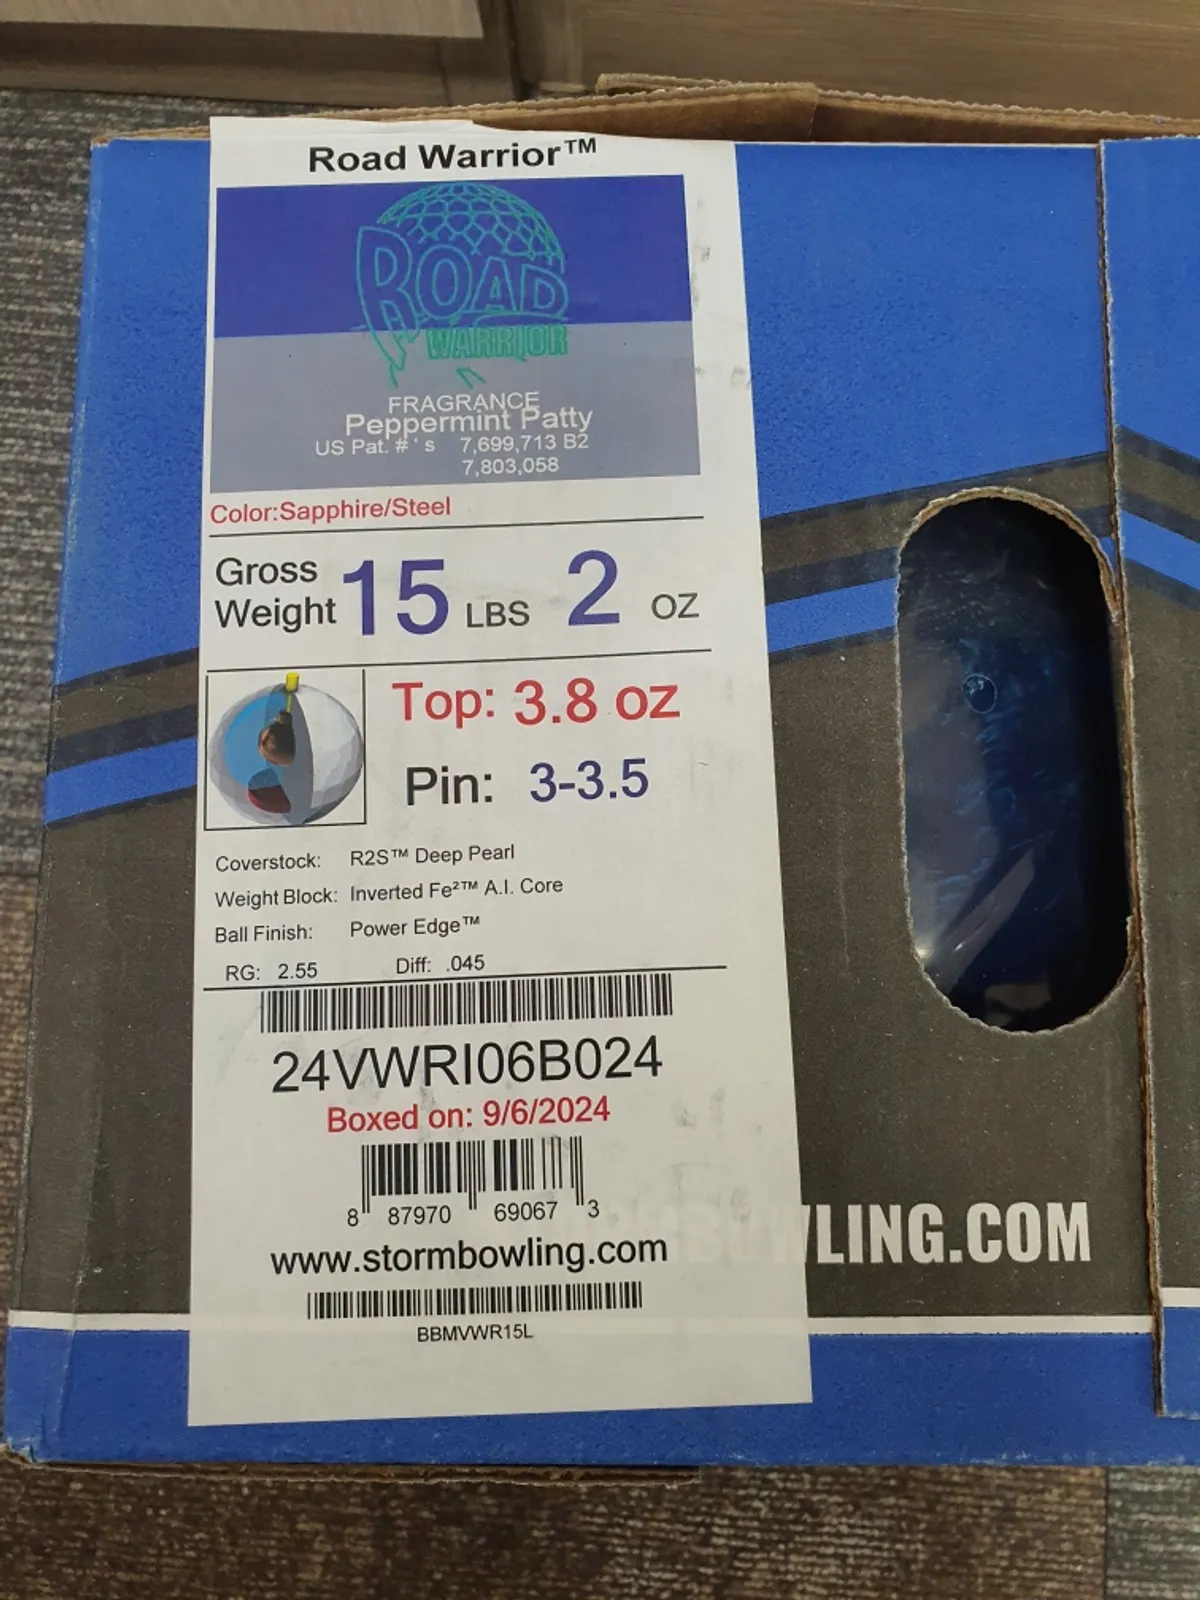 Road Warrior™
ROAD
WARRIOR
FRAGRANCE
Peppermint Patty
US Pat. # ' s 7,699,713 B2
7,803,058
Color:Sapphire/Steel
Gross
Weight 15 LBS 2 OZ
Top: 3.8 oz
Pin: 3-3.5
Coverstock: R2S™ Deep Pearl
Weight Block: Inverted Fe²™ A.I. Core
Ball Finish: Power Edge™
RG: 2.55 Diff: .045
24VWRI06B024
Boxed on: 9/6/2024
8 87970 69067 3
WLING.COM
www.stormbowling.com
BBMVWR15L